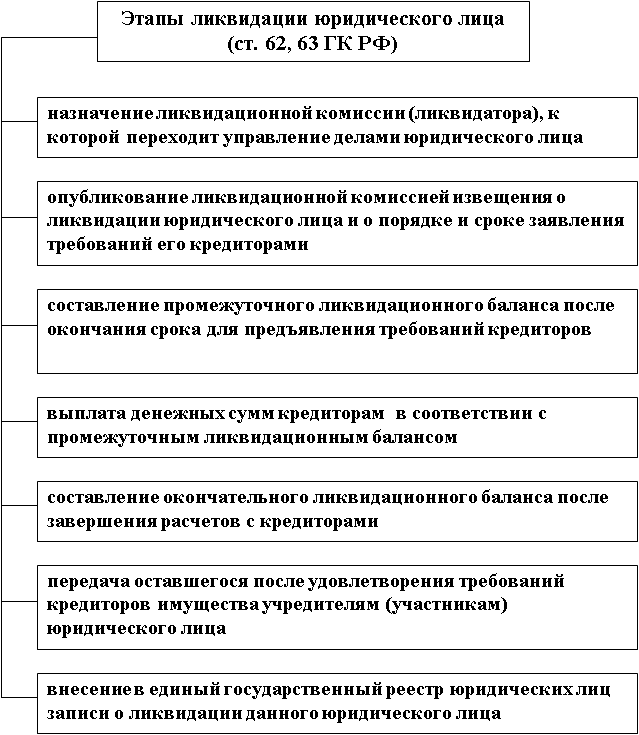 Этапы ликвидации юридического лица
(ст. 62, 63 ГК РФ)
назначение ликвидационной комиссии (ликвидатора), к
которой переходит управление делами юридического лица
опубликование ликвидационной комиссией извещения о
ликвидации юридического лица и о порядке и сроке заявления
требований его кредиторами
составление промежуточного ликвидационного баланса после
окончания срока для предъявления требований кредиторов
выплата денежных сумм кредиторам в соответствии с
промежуточным ликвидационным балансом
составление окончательного ликвидационного баланса после
завершения расчетов с кредиторами
передача оставшегося после удовлетворения требований
кредиторов имущества учредителям (участникам)
юридического лица
внесение в единый государственный реестр юридических лиц
записи о ликвидации данного юридического лица